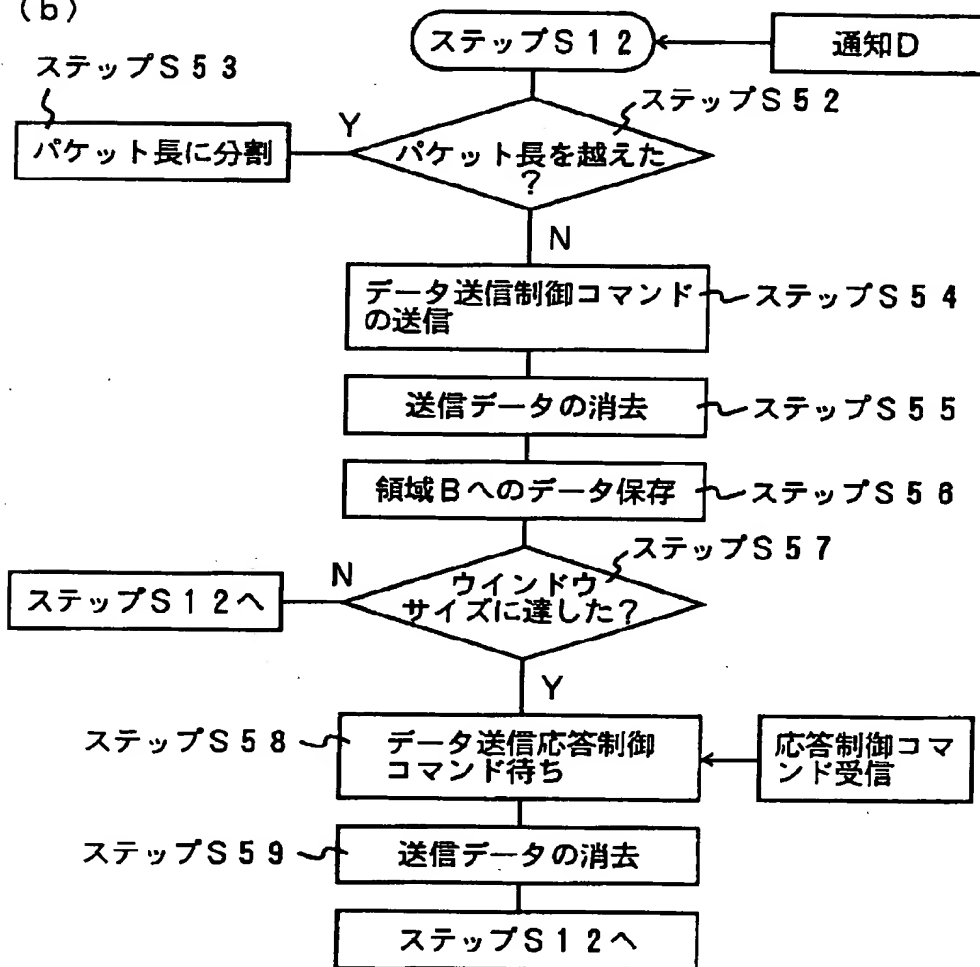 (b)
ステップS12
通知D
ステップS53
ステップS52
Y
パケット長に分割
パケット長を越えた
?
N
データ送信制御コマンド
の送信
ステップS54
送信データの消去
ステップS55
領域Bへのデータ保存
ステップS56
ステップS57
N
ウインドウ
サイズに達した?
ステップS12へ
Y
ステップS58
データ送信応答制御
コマンド待ち
応答制御コマ
ンド受信
ステップS59
送信データの消去
ステップS12へ